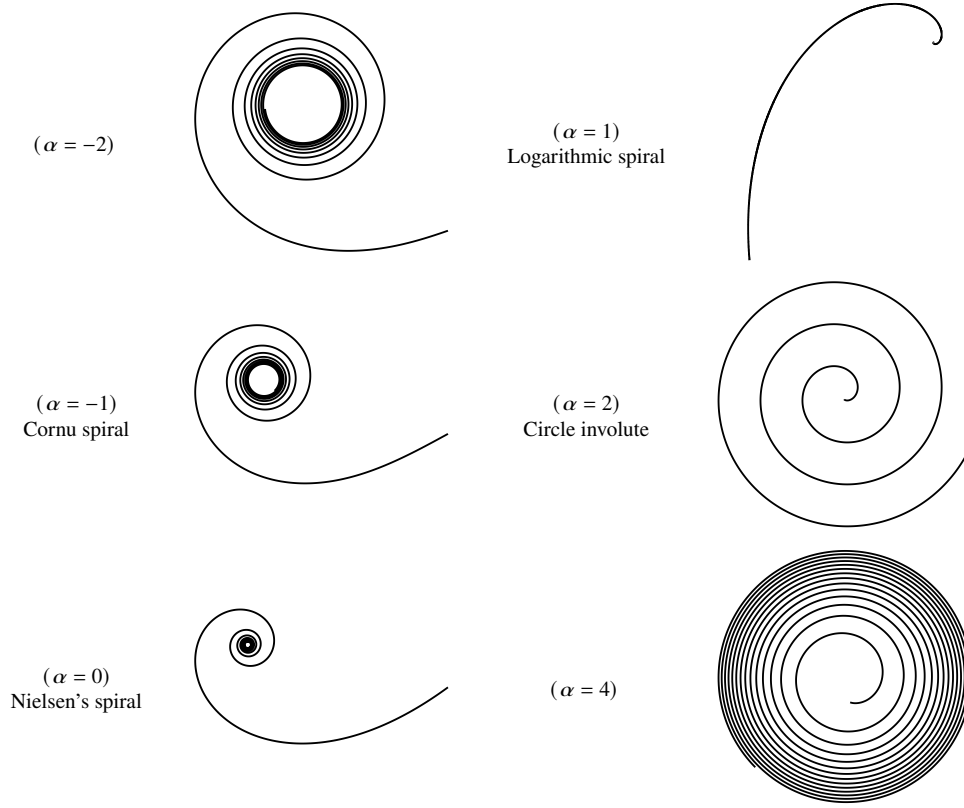 (α = −2)
(α = 1)
Logarithmic spiral
(α = −1)
Cornu spiral
(α = 2)
Circle involute
(α = 0)
Nielsen's spiral
(α = 4)